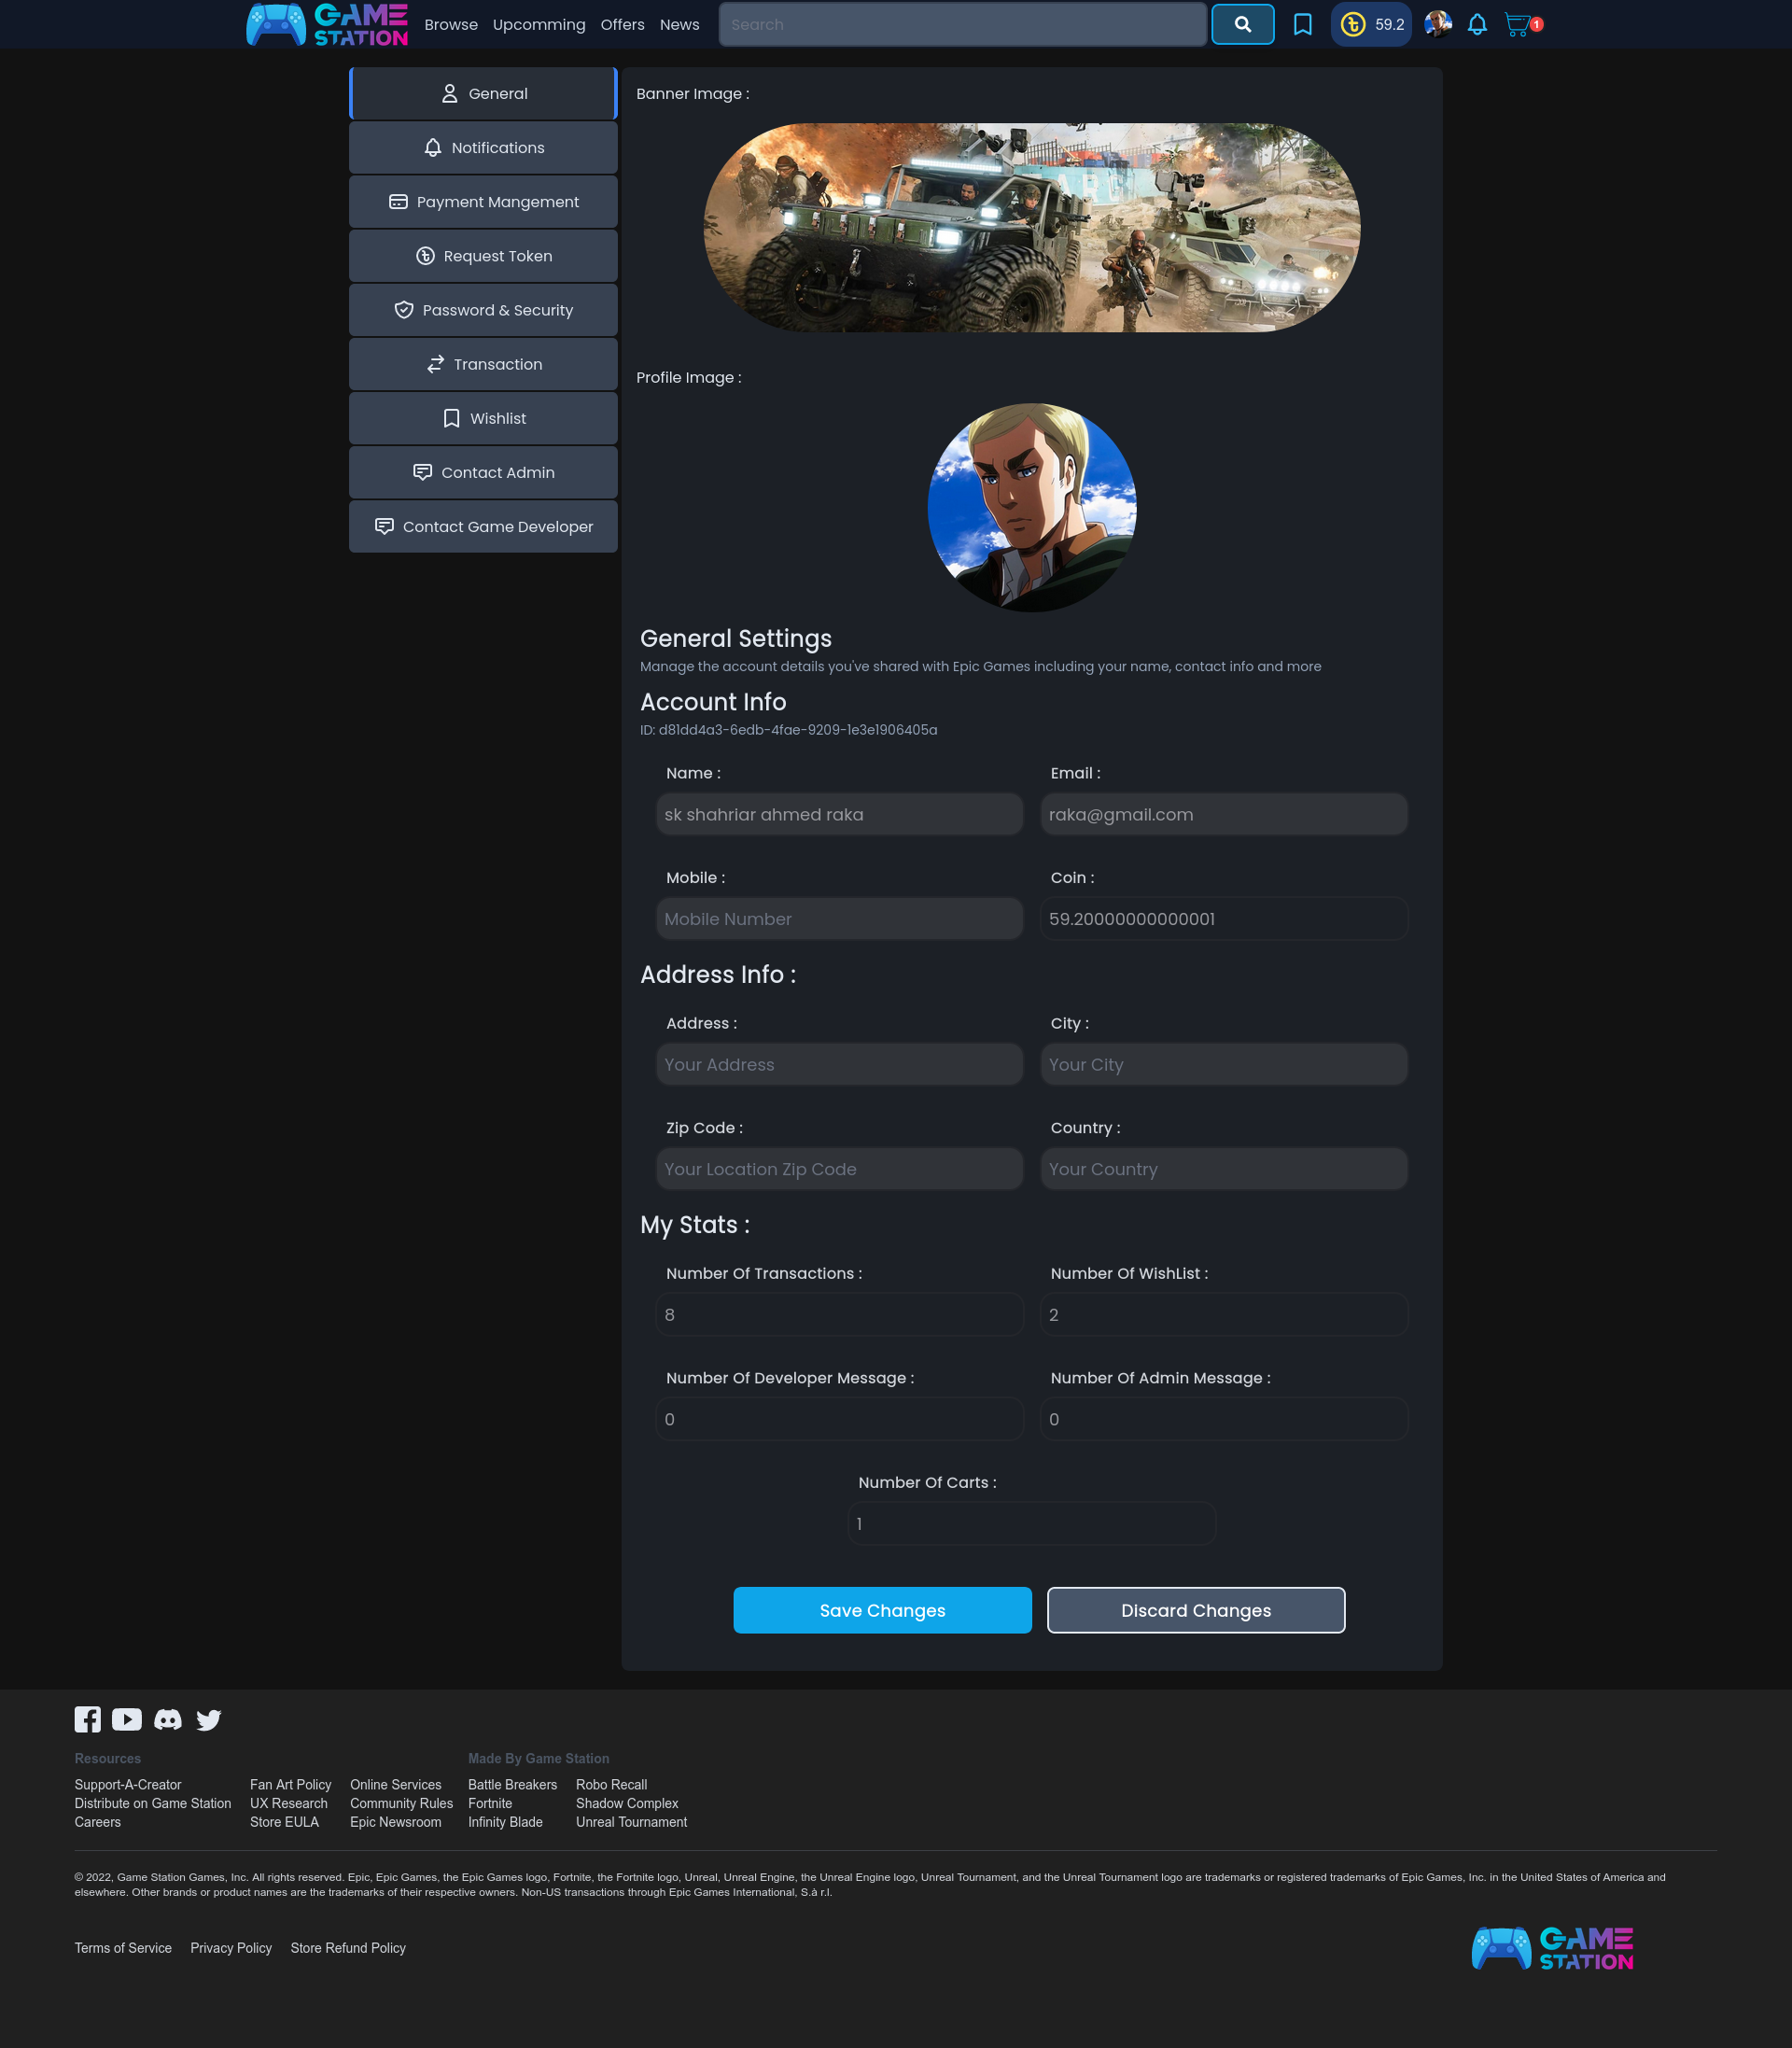 GAME
STATION
Browse Upcomming Offers News
Search
59.2
1
General
Notifications
Payment Mangement
Request Token
Password & Security
Transaction
Wishlist
Contact Admin
Contact Game Developer
Banner Image :
Profile Image :
General Settings
Manage the account details you've shared with Epic Games including your name, contact info and more
Account Info
ID: d81dd4a3-6edb-4fae-9209-1e3e1906405a
Name : Email :
sk shahriar ahmed raka raka@gmail.com
Mobile : Coin :
Mobile Number 59.20000000000001
Address Info :
Address : City :
Your Address Your City
Zip Code : Country :
Your Location Zip Code Your Country
My Stats :
Number Of Transactions : Number Of WishList :
8 2
Number Of Developer Message : Number Of Admin Message :
0 0
Number Of Carts :
1
Save Changes Discard Changes
Resources Made By Game Station
Support-A-Creator Fan Art Policy Online Services Battle Breakers Robo Recall
Distribute on Game Station UX Research Community Rules Fortnite Shadow Complex
Careers Store EULA Epic Newsroom Infinity Blade Unreal Tournament
© 2022, Game Station Games, Inc. All rights reserved. Epic, Epic Games, the Epic Games logo, Fortnite, the Fortnite logo, Unreal, Unreal Engine, the Unreal Engine logo, Unreal Tournament, and the Unreal Tournament logo are trademarks or registered trademarks of Epic Games, Inc. in the United States of America and
elsewhere. Other brands or product names are the trademarks of their respective owners. Non-US transactions through Epic Games International, S.à r.l.
Terms of Service Privacy Policy Store Refund Policy
GAME
STATION